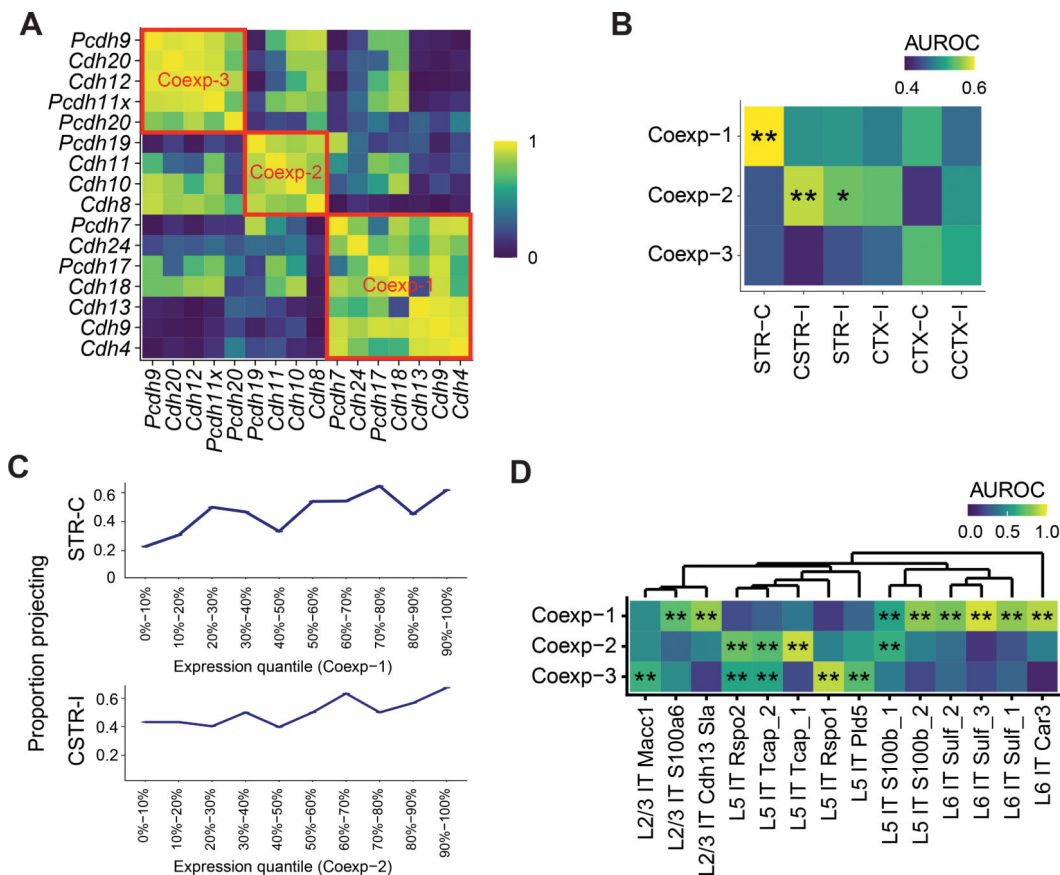 A
Pcdh9
Cdh20
Cdh12
Pcdh11x
Pcdh20
Pcdh19
Cdh11
Cdh10
Cdh8
Pcdh7
Cdh24
Pcdh17
Cdh18
Cdh13
Cdh9
Cdh4
Coexp-3
Coexp-2
Coexp-1
1
0
Pcdh9
Cdh20
Cdh12
Pcdh11x
Pcdh20
Pcdh19
Cdh11
Cdh10
Cdh8
Pcdh7
Cdh24
Pcdh17
Cdh18
Cdh13
Cdh9
Cdh4
B
AUROC
0.4 0.6
Coexp-1 **
Coexp-2 ** *
Coexp-3
STR-C
CSTR-I
STR-I
CTX-I
CTX-C
CCTX-I
C
Proportion projecting
STR-C
0.6
0.4
0.2
0
0%-10%
10%-20%
20%-30%
30%-40%
40%-50%
50%-60%
60%-70%
70%-80%
80%-90%
90%-100%
Expression quantile (Coexp-1)
CSTR-I
0.6
0.4
0.2
0%-10%
10%-20%
20%-30%
30%-40%
40%-50%
50%-60%
60%-70%
70%-80%
80%-90%
90%-100%
Expression quantile (Coexp-2)
D
AUROC
0.0 0.5 1.0
Coexp-1 ** ** ** ** ** ** ** **
Coexp-2 ** ** ** **
Coexp-3 ** ** ** ** **
L2/3 IT Macc1
L2/3 IT S100a6
L2/3 IT Cdh13 Sla
L5 IT Rspo2
L5 IT Tcap_2
L5 IT Tcap_1
L5 IT Rspo1
L5 IT Pld5
L5 IT S100b_1
L5 IT S100b_2
L6 IT Sulf_2
L6 IT Sulf_3
L6 IT Sulf_1
L6 IT Car3